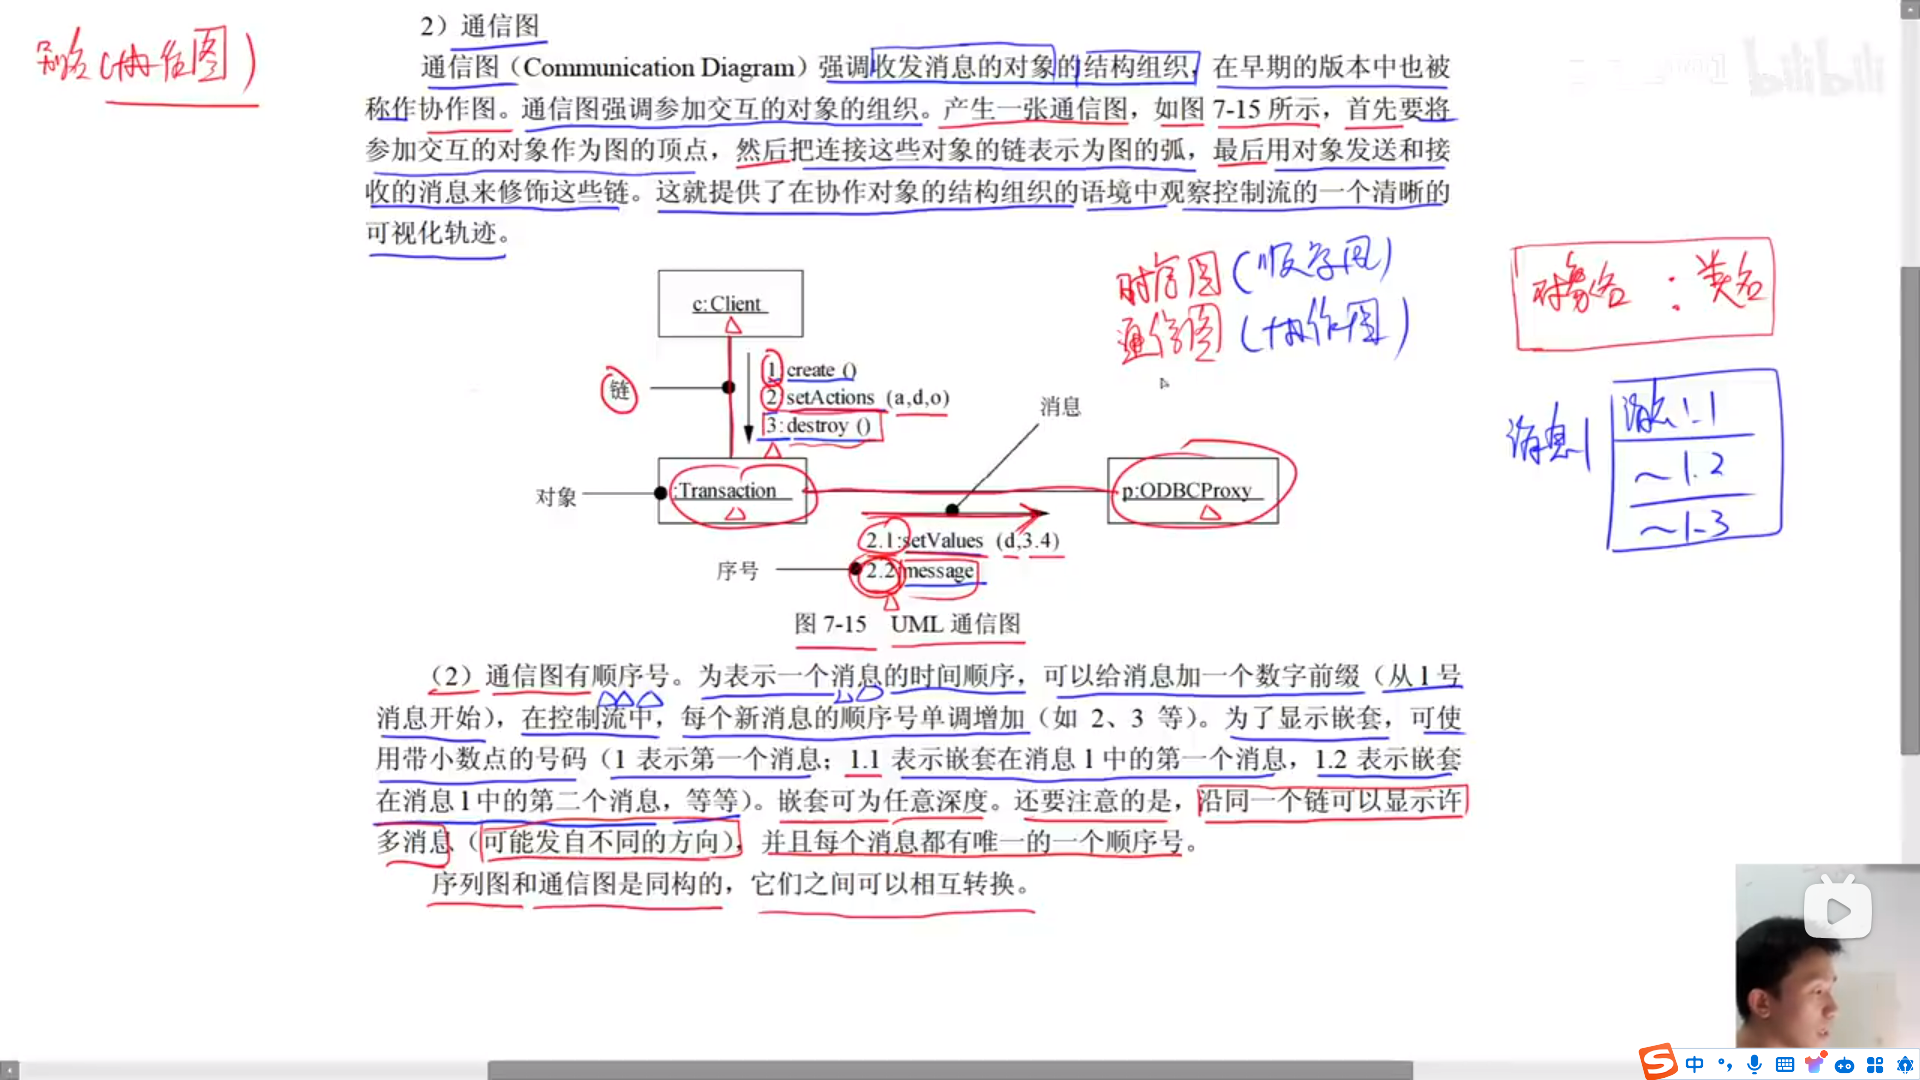 2）通信图
别名（协作图）
通信图（Communication Diagram）强调收发消息的对象的结构组织，在早期的版本中也被
称作协作图。通信图强调参加交互的对象的组织。产生一张通信图，如图 7-15 所示，首先要将
参加交互的对象作为图的顶点，然后把连接这些对象的链表示为图的弧，最后用对象发送和接
收的消息来修饰这些链。这就提供了在协作对象的结构组织的语境中观察控制流的一个清晰的
可视化轨迹。
时序图（顺序图）
通信图（协作图）
对象名 : 类名
c:Client
链
1:create ()
2:setActions (a,d,o)
3:destroy ()
消息
消息1
消息1.1
～1.2
～1.3
对象
:Transaction
p:ODBCProxy
2.1:setValues (d,3.4)
序号
2.2:message
图 7-15 UML 通信图
（2）通信图有顺序号。为表示一个消息的时间顺序，可以给消息加一个数字前缀（从 1 号
消息开始），在控制流中，每个新消息的顺序号单调增加（如 2、3 等）。为了显示嵌套，可使
用带小数点的号码（1 表示第一个消息；1.1 表示嵌套在消息 1 中的第一个消息，1.2 表示嵌套
在消息 1 中的第二个消息，等等）。嵌套可为任意深度。还要注意的是，沿同一个链可以显示许
多消息（可能发自不同的方向），并且每个消息都有唯一的一个顺序号。
序列图和通信图是同构的，它们之间可以相互转换。
bilibili
中